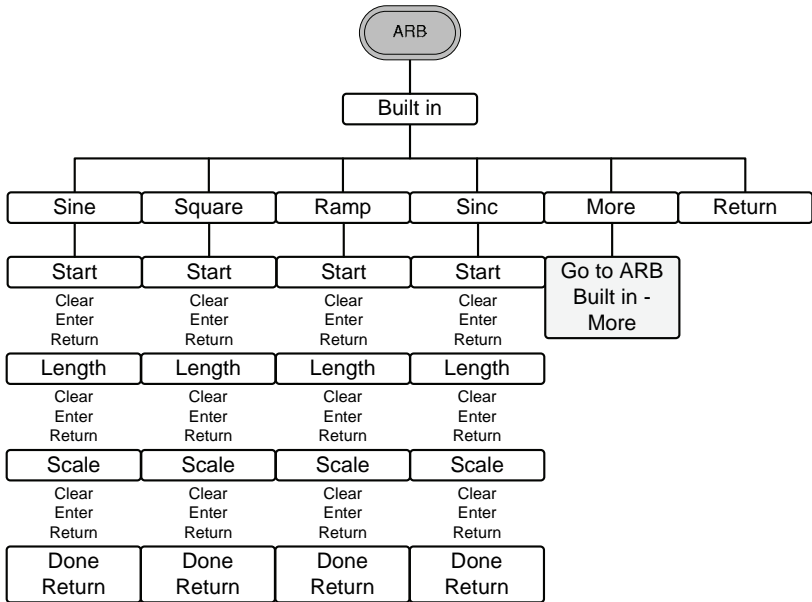 ARB
Built in
Sine Square Ramp Sinc More Return
Start Start Start Start Go to ARB
Built in -
More
Clear Clear Clear Clear
Enter Enter Enter Enter
Return Return Return Return
Length Length Length Length
Clear Clear Clear Clear
Enter Enter Enter Enter
Return Return Return Return
Scale Scale Scale Scale
Clear Clear Clear Clear
Enter Enter Enter Enter
Return Return Return Return
Done Done Done Done
Return Return Return Return